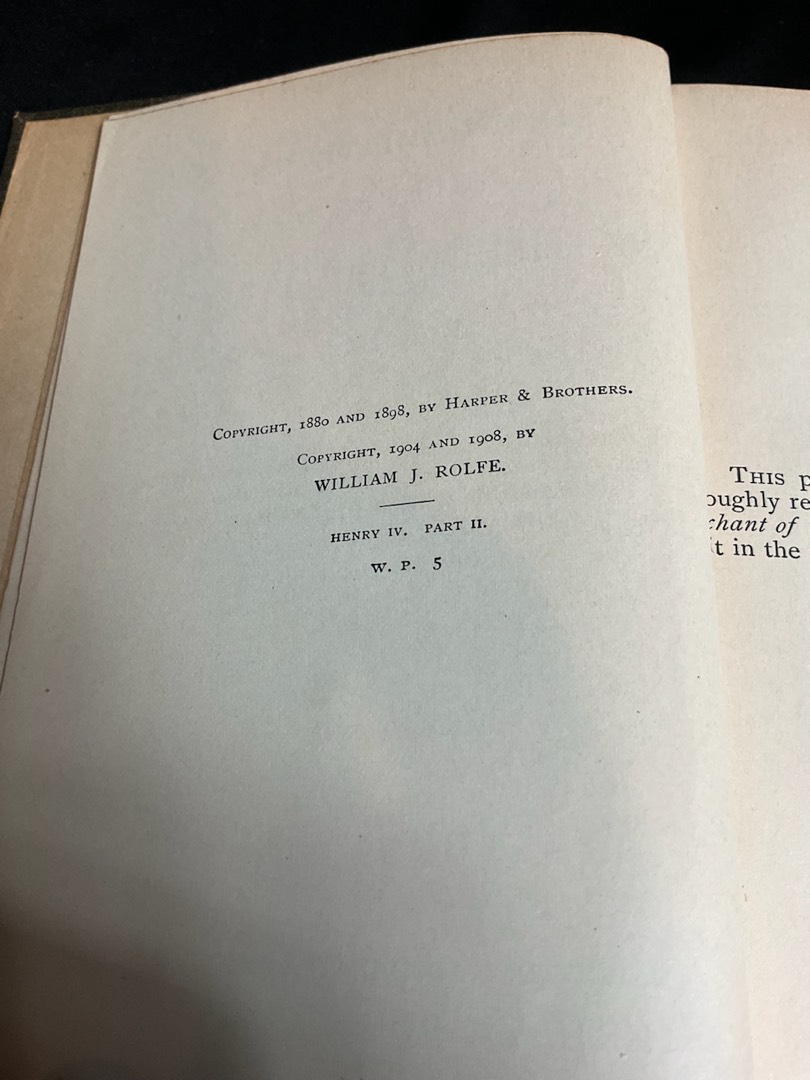 Copyright, 1880 and 1898, by Harper & Brothers.
Copyright, 1904 and 1908, by
WILLIAM J. ROLFE.
HENRY IV. PART II.
W. P. 5
This p
oughly re
chant of
t in the